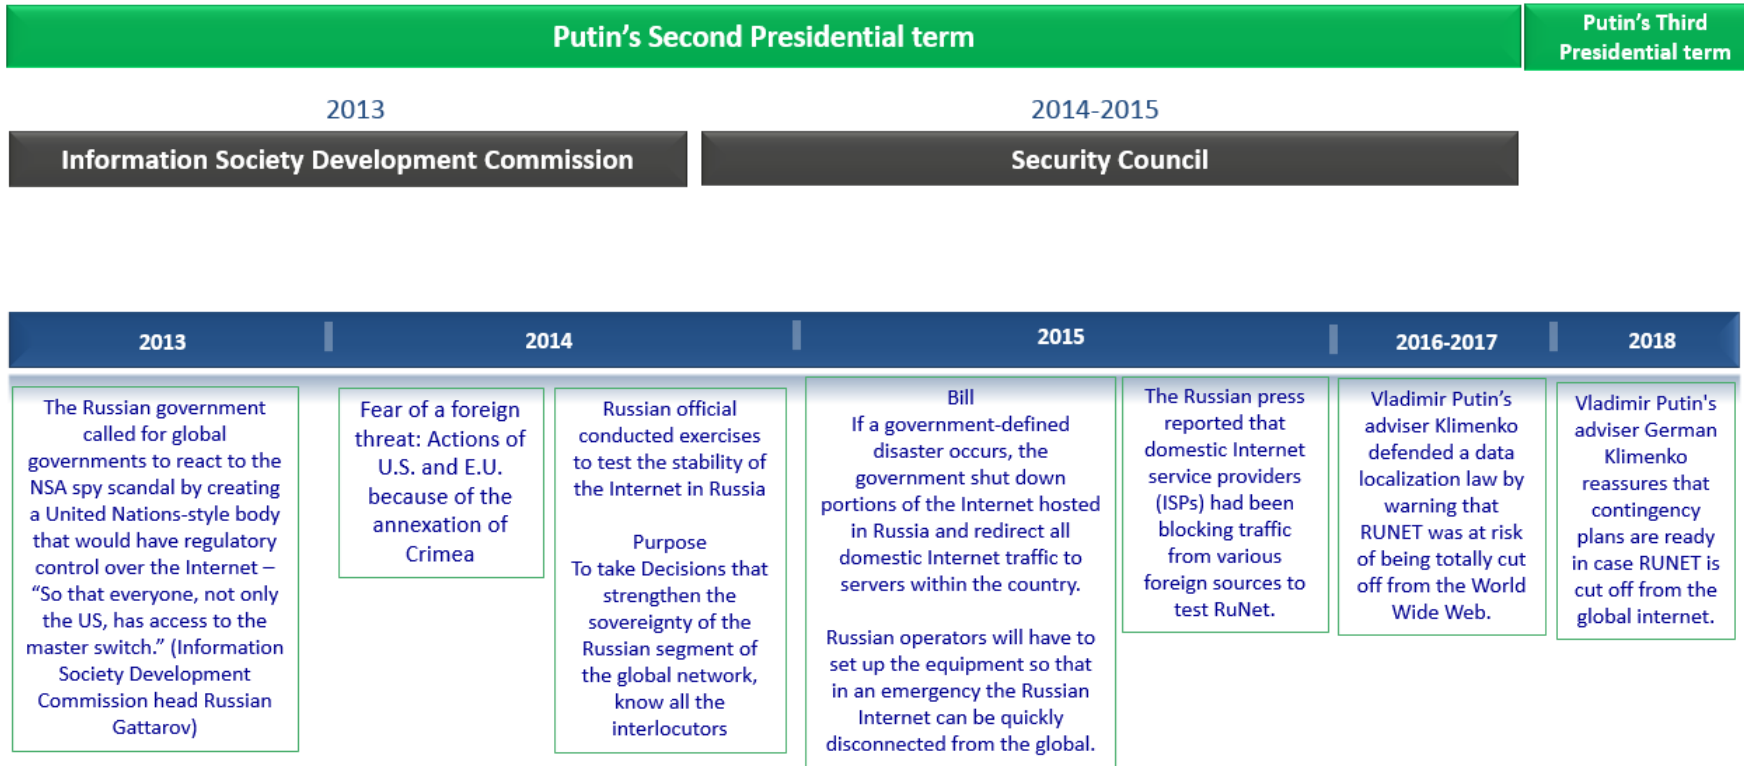 Putin's Second Presidential term
Putin's Third
Presidential term
2013
2014-2015
Information Society Development Commission
Security Council
2013
2014
2015
2016-2017
2018
The Russian government
called for global
governments to react to the
NSA spy scandal by creating
a United Nations-style body
that would have regulatory
control over the Internet –
“So that everyone, not only
the US, has access to the
master switch.” (Information
Society Development
Commission head Russian
Gattarov)
Fear of a foreign
threat: Actions of
U.S. and E.U.
because of the
annexation of
Crimea
Russian official
conducted exercises
to test the stability of
the Internet in Russia
Purpose
To take Decisions that
strengthen the
sovereignty of the
Russian segment of
the global network,
know all the
interlocutors
Bill
If a government-defined
disaster occurs, the
government shut down
portions of the Internet hosted
in Russia and redirect all
domestic Internet traffic to
servers within the country.
Russian operators will have to
set up the equipment so that
in an emergency the Russian
Internet can be quickly
disconnected from the global.
The Russian press
reported that
domestic Internet
service providers
(ISPs) had been
blocking traffic
from various
foreign sources to
test RuNet.
Vladimir Putin’s
adviser Klimenko
defended a data
localization law by
warning that
RUNET was at risk
of being totally cut
off from the World
Wide Web.
Vladimir Putin's
adviser German
Klimenko
reassures that
contingency
plans are ready
in case RUNET is
cut off from the
global internet.